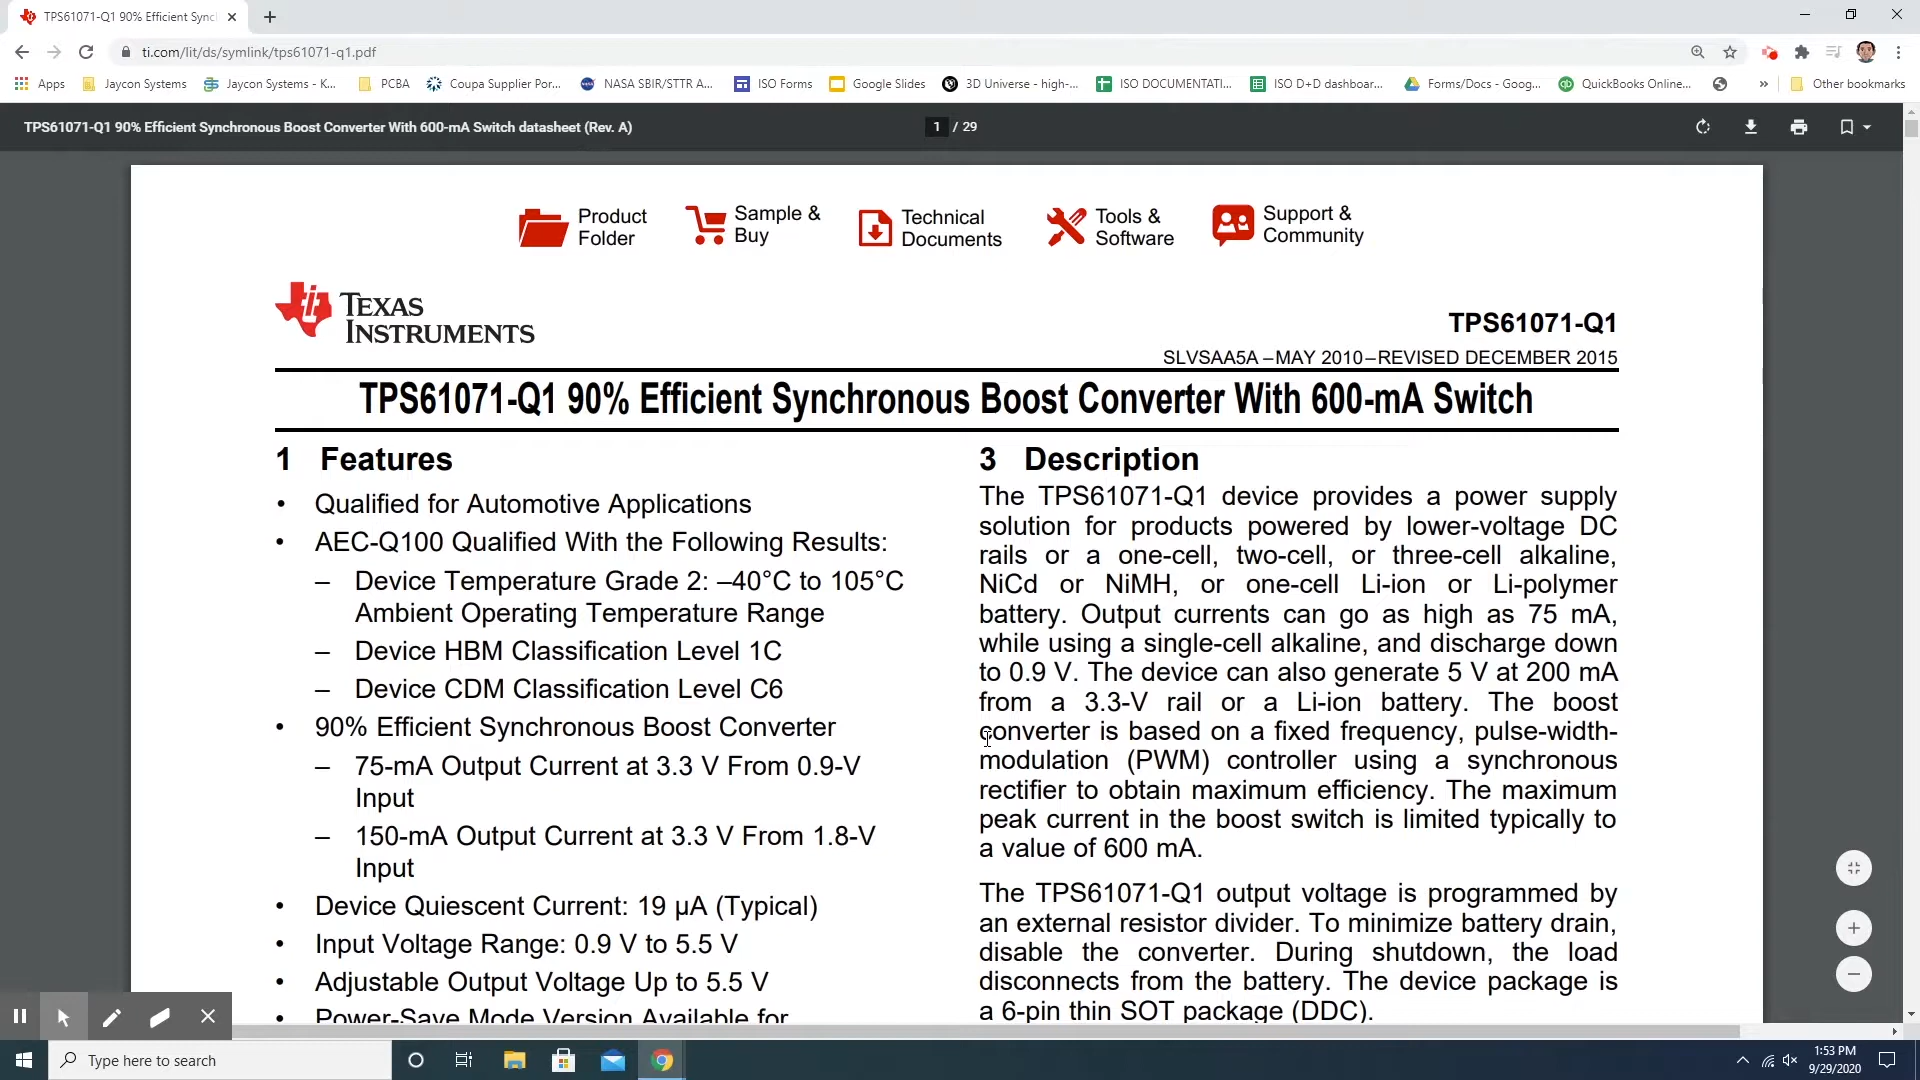 TPS61071-Q1 90% Efficient Sync
ti.com/lit/ds/symlink/tps61071-q1.pdf
Apps
Jaycon Systems
Jaycon Systems - K...
PCBA
Coupa Supplier Por...
NASA SBIR/STTR A...
ISO Forms
Google Slides
3D Universe - high-...
ISO DOCUMENTATI...
ISO D+D dashboar...
Forms/Docs - Goog...
QuickBooks Online...
»
Other bookmarks
TPS61071-Q1 90% Efficient Synchronous Boost Converter With 600-mA Switch datasheet (Rev. A)
1 / 29
Product
Folder
Sample &
Buy
Technical
Documents
Tools &
Software
Support &
Community
TEXAS
INSTRUMENTS
TPS61071-Q1
SLVSAA5A –MAY 2010–REVISED DECEMBER 2015
TPS61071-Q1 90% Efficient Synchronous Boost Converter With 600-mA Switch
1 Features
• Qualified for Automotive Applications
• AEC-Q100 Qualified With the Following Results:
– Device Temperature Grade 2: –40°C to 105°C
Ambient Operating Temperature Range
– Device HBM Classification Level 1C
– Device CDM Classification Level C6
• 90% Efficient Synchronous Boost Converter
– 75-mA Output Current at 3.3 V From 0.9-V
Input
– 150-mA Output Current at 3.3 V From 1.8-V
Input
• Device Quiescent Current: 19 µA (Typical)
• Input Voltage Range: 0.9 V to 5.5 V
• Adjustable Output Voltage Up to 5.5 V
• Power-Save Mode Version Available for
3 Description
The TPS61071-Q1 device provides a power supply
solution for products powered by lower-voltage DC
rails or a one-cell, two-cell, or three-cell alkaline,
NiCd or NiMH, or one-cell Li-ion or Li-polymer
battery. Output currents can go as high as 75 mA,
while using a single-cell alkaline, and discharge down
to 0.9 V. The device can also generate 5 V at 200 mA
from a 3.3-V rail or a Li-ion battery. The boost
converter is based on a fixed frequency, pulse-width-
modulation (PWM) controller using a synchronous
rectifier to obtain maximum efficiency. The maximum
peak current in the boost switch is limited typically to
a value of 600 mA.
The TPS61071-Q1 output voltage is programmed by
an external resistor divider. To minimize battery drain,
disable the converter. During shutdown, the load
disconnects from the battery. The device package is
a 6-pin thin SOT package (DDC).
Type here to search
1:53 PM
9/29/2020